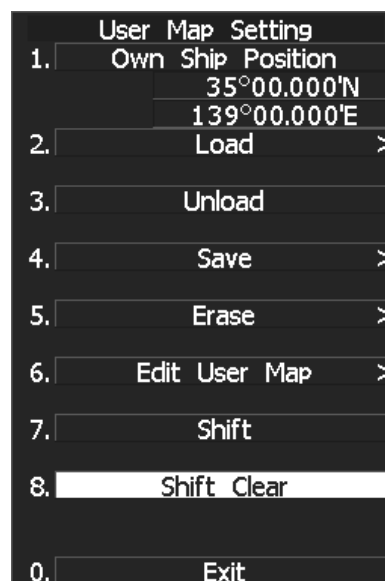 User Map Setting
1. Own Ship Position
35°00.000'N
139°00.000'E
2. Load >
3. Unload
4. Save >
5. Erase >
6. Edit User Map >
7. Shift
8. Shift Clear
0. Exit